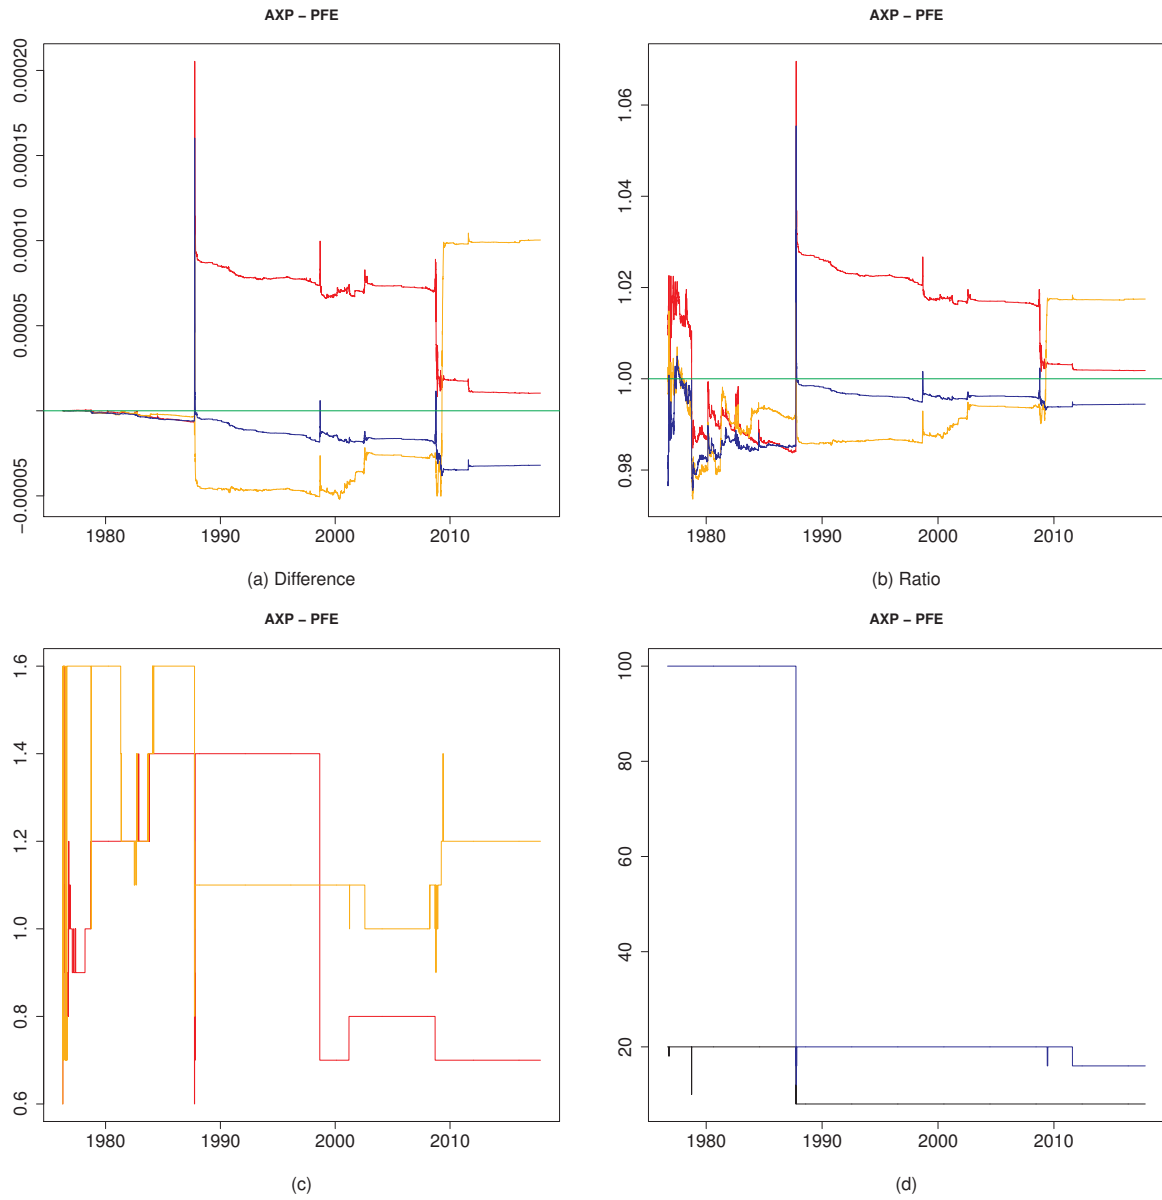 AXP − PFE
0.00020
0.00015
0.00010
0.00005
−0.00005
1980 1990 2000 2010
(a) Difference
AXP − PFE
1.06
1.04
1.02
1.00
0.98
1980 1990 2000 2010
(b) Ratio
AXP − PFE
1.6
1.4
1.2
1.0
0.8
0.6
1980 1990 2000 2010
(c)
AXP − PFE
100
80
60
40
20
1980 1990 2000 2010
(d)